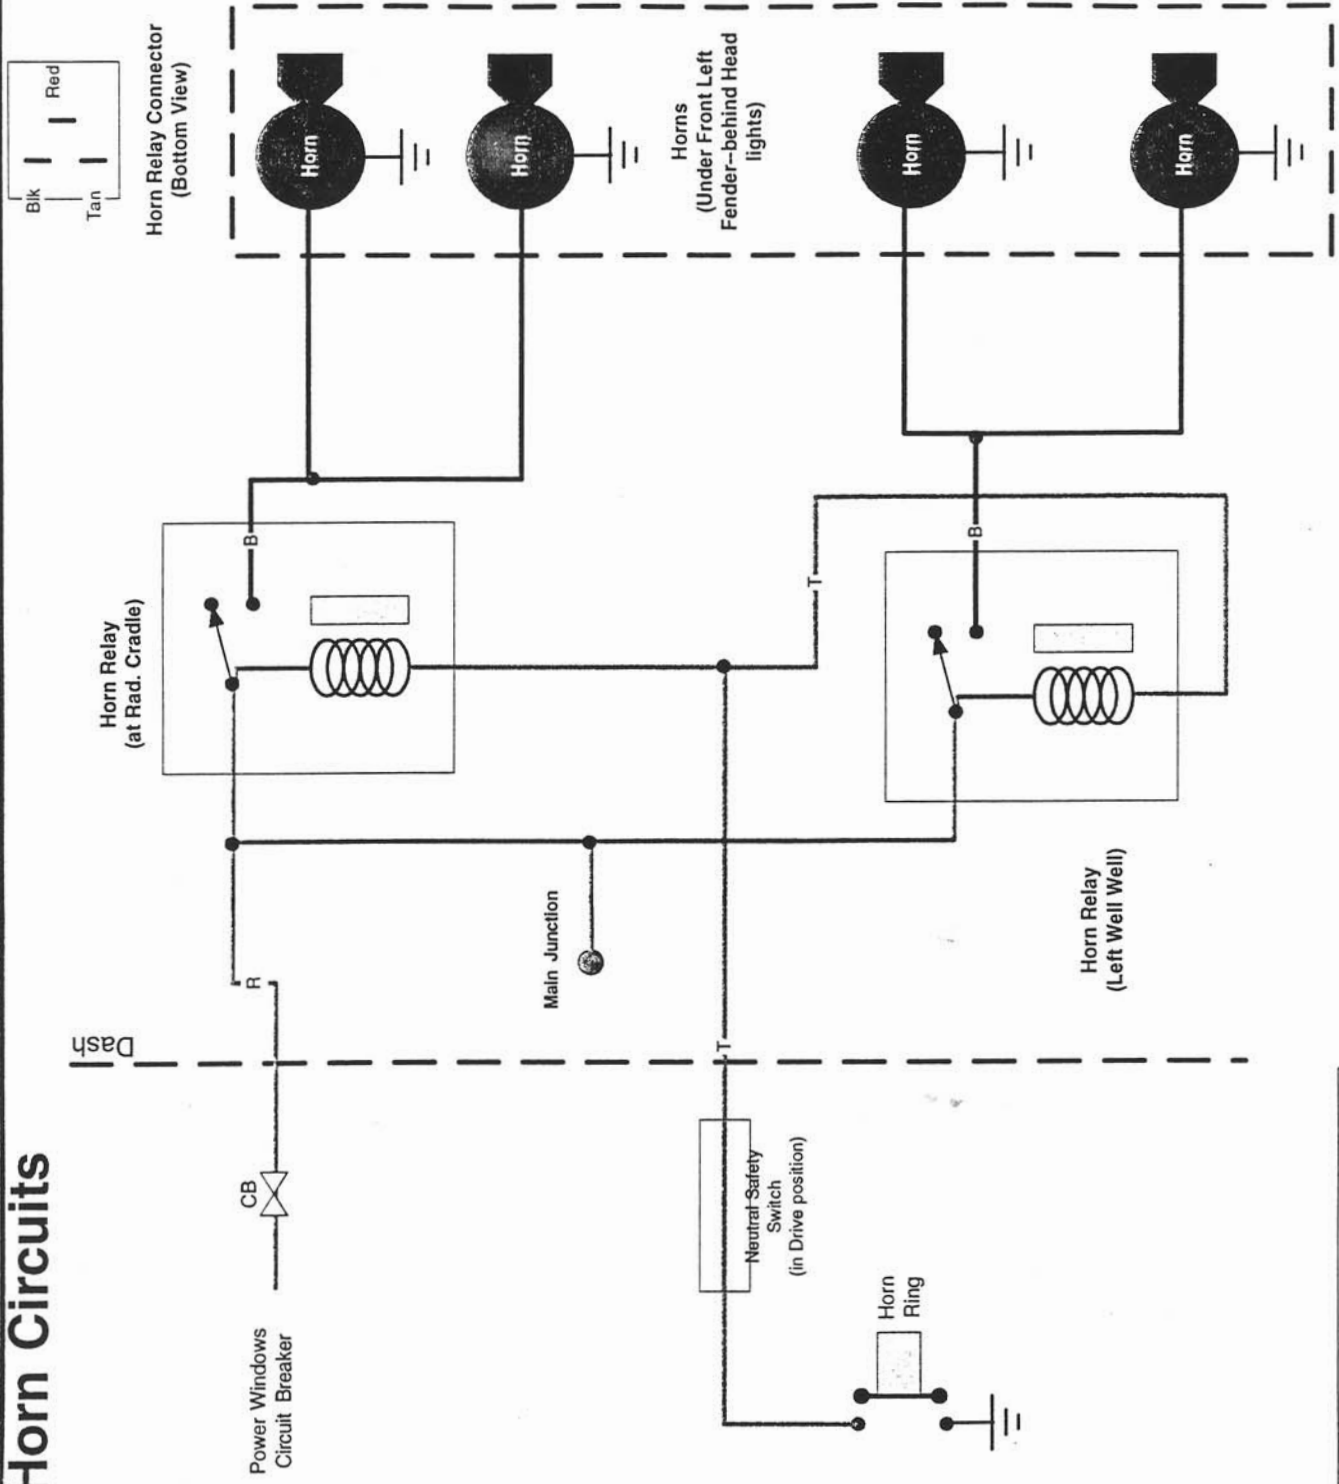 Horn Circuits
Blk
Red
Tan
Horn Relay Connector
(Bottom View)
Horn
Horn
Horns
(Under Front Left
Fender-behind Head
lights)
Horn
Horn
Horn Relay
(at Rad. Cradle)
B
T
B
Horn Relay
(Left Well Well)
Main Junction
R
Dash
T
CB
Power Windows
Circuit Breaker
Neutral Safety
Switch
(in Drive position)
Horn
Ring